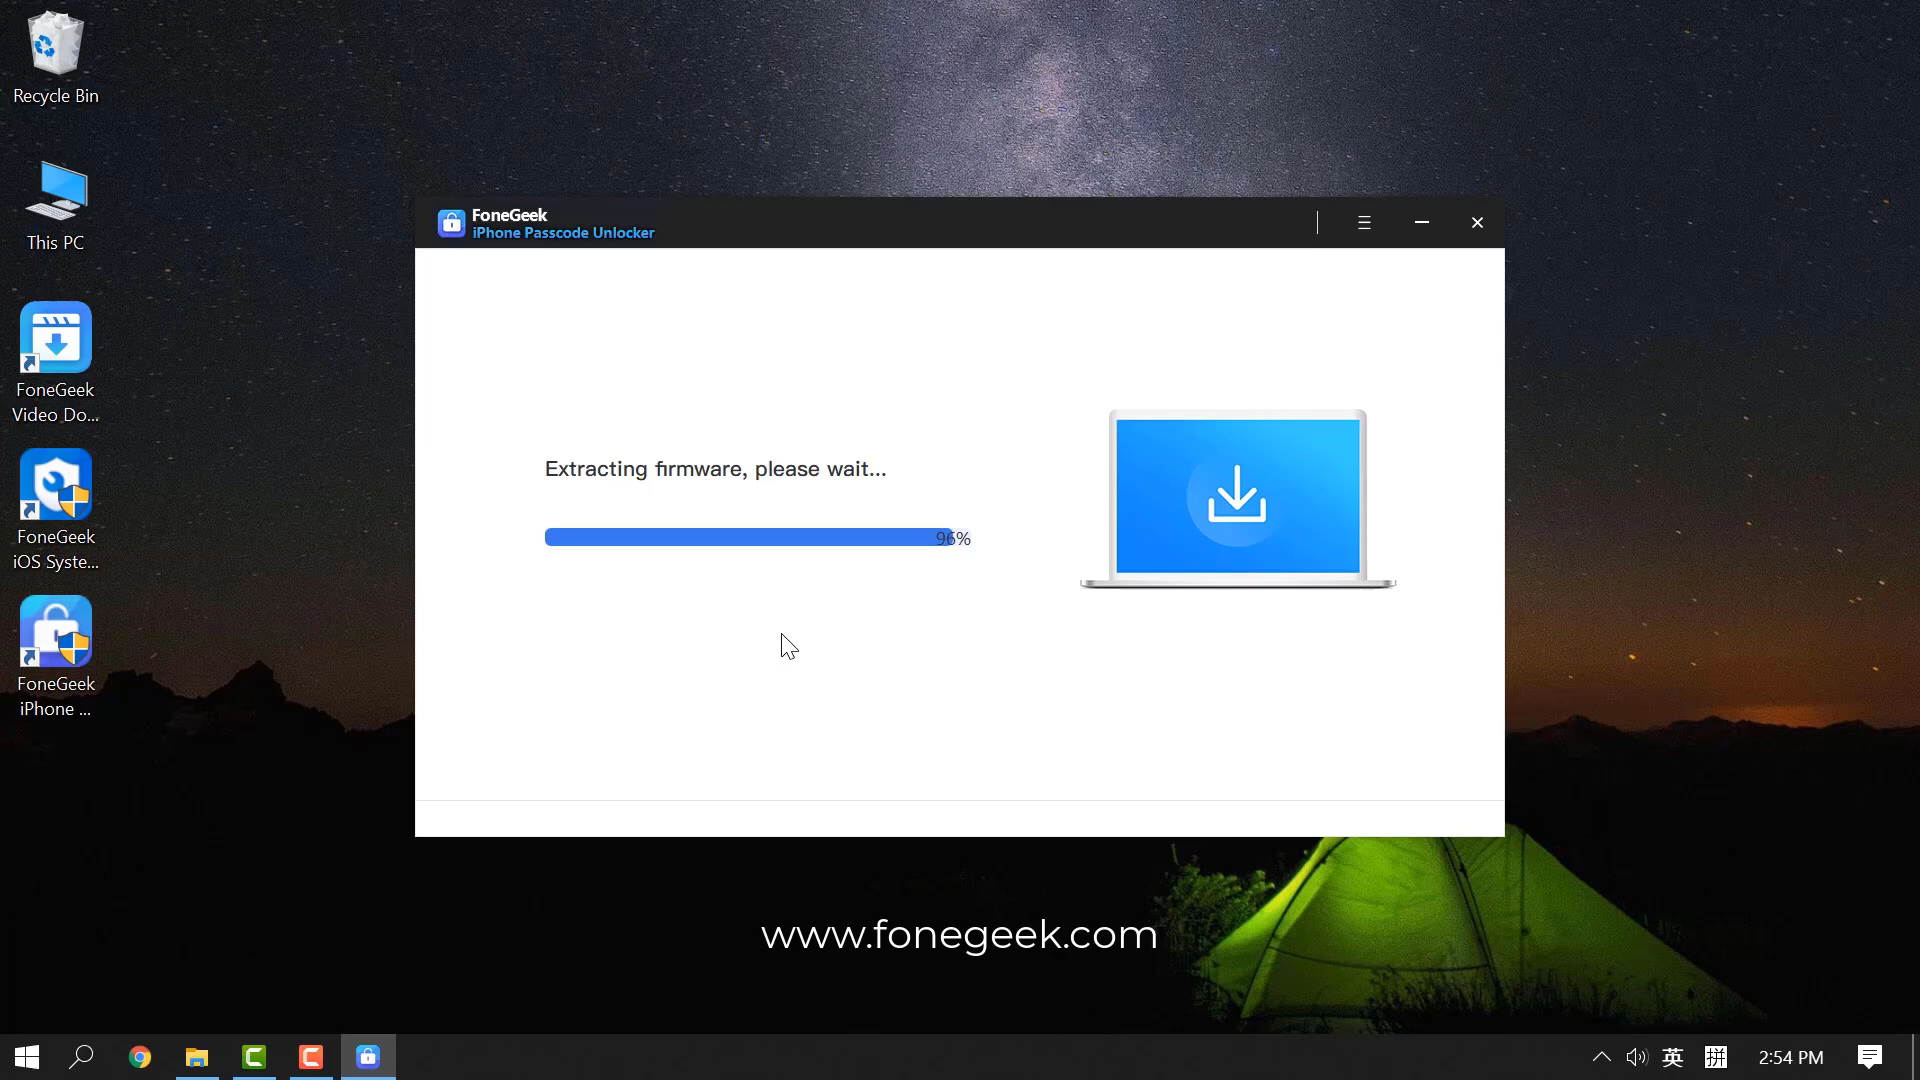 Recycle Bin
This PC
FoneGeek
Video Do...
FoneGeek
iOS Syste...
FoneGeek
iPhone ...
FoneGeek
iPhone Passcode Unlocker
Extracting firmware, please wait...
96%
www.fonegeek.com
英
拼
2:54 PM